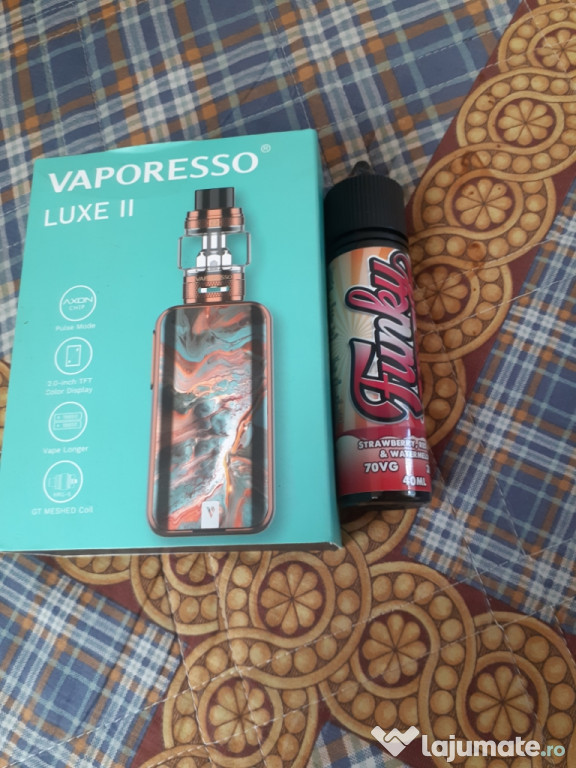 VAPORESSO®
LUXE II
AXON
CHIP
Pulse Mode
2.0-inch TFT
Color Display
Vape Longer
GT MESHED Coil
Funky
STRAWBERRY
& WATERME
70VG
40ML
lajumate.ro